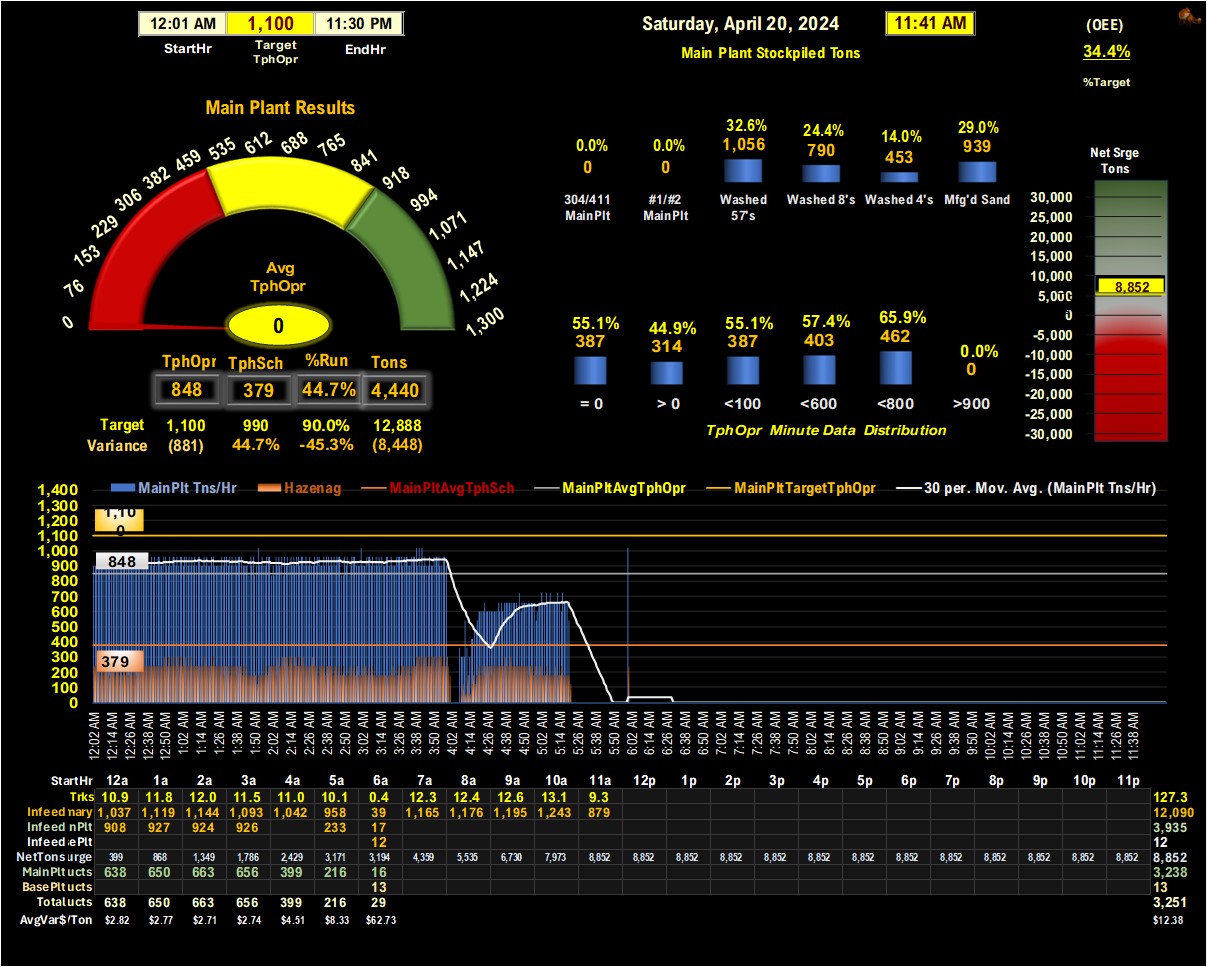 12:01 AM 1,100 11:30 PM
StartHr Target TphOpr EndHr
Saturday, April 20, 2024 11:41 AM
Main Plant Stockpiled Tons
(OEE)
34.4%
%Target
Main Plant Results
0 76 153 229 306 382 459 535 612 688 765 841 918 994 1,071 1,147 1,224 1,300
Avg
TphOpr
0
TphOpr TphSch %Run Tons
848 379 44.7% 4,440
Target 1,100 990 90.0% 12,888
Variance (881) 44.7% -45.3% (8,448)
0.0% 0.0% 32.6% 24.4% 14.0% 29.0%
0 0 1,056 790 453 939
304/411 MainPlt #1/#2 MainPlt Washed 57's Washed 8's Washed 4's Mfg'd Sand
55.1% 44.9% 55.1% 57.4% 65.9% 0.0%
387 314 387 403 462 0
= 0 > 0 <100 <600 <800 >900
TphOpr Minute Data Distribution
Net Srge
Tons
30,000
25,000
20,000
15,000
10,000
8,852
5,000
0
-5,000
-10,000
-15,000
-20,000
-25,000
-30,000
MainPlt Tns/Hr Hazenag MainPltAvgTphSch MainPltAvgTphOpr MainPltTargetTphOpr 30 per. Mov. Avg. (MainPlt Tns/Hr)
1,400
1,300
1,200
1,100
1,000
900
800
700
600
500
400
300
200
100
0
1,100
848
379
12:02 AM 12:14 AM 12:26 AM 12:38 AM 12:50 AM 1:02 AM 1:14 AM 1:26 AM 1:38 AM 1:50 AM 2:02 AM 2:14 AM 2:26 AM 2:38 AM 2:50 AM 3:02 AM 3:14 AM 3:26 AM 3:38 AM 3:50 AM 4:02 AM 4:14 AM 4:26 AM 4:38 AM 4:50 AM 5:02 AM 5:14 AM 5:26 AM 5:38 AM 5:50 AM 6:02 AM 6:14 AM 6:26 AM 6:38 AM 6:50 AM 7:02 AM 7:14 AM 7:26 AM 7:38 AM 7:50 AM 8:02 AM 8:14 AM 8:26 AM 8:38 AM 8:50 AM 9:02 AM 9:14 AM 9:26 AM 9:38 AM 9:50 AM 10:02 AM 10:14 AM 10:26 AM 10:38 AM 10:50 AM 11:02 AM 11:14 AM 11:26 AM 11:38 AM
StartHr 12a 1a 2a 3a 4a 5a 6a 7a 8a 9a 10a 11a 12p 1p 2p 3p 4p 5p 6p 7p 8p 9p 10p 11p
Trks 10.9 11.8 12.0 11.5 11.0 10.1 0.4 12.3 12.4 12.6 13.1 9.3 127.3
Infeed mary 1,037 1,119 1,144 1,093 1,042 958 39 1,165 1,176 1,195 1,243 879 12,090
Infeed nPlt 908 927 924 926 233 17 3,935
Infeed ePlt 12 12
NetTons urge 399 868 1,349 1,786 2,429 3,171 3,194 4,359 5,535 6,730 7,973 8,852 8,852 8,852 8,852 8,852 8,852 8,852 8,852 8,852 8,852 8,852 8,852 8,852 8,852
MainPlt ucts 638 650 663 656 399 216 16 3,238
BasePlt ucts 13 13
Total ucts 638 650 663 656 399 216 29 3,251
AvgVar$/Ton $2.82 $2.77 $2.71 $2.74 $4.51 $8.33 $62.73 $12.38